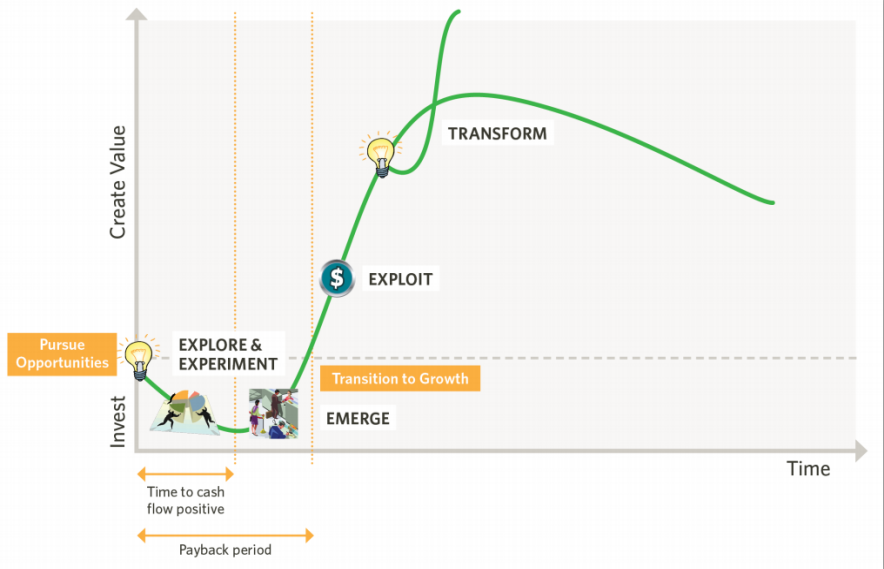 Create Value
TRANSFORM
$
EXPLOIT
Pursue
Opportunities
EXPLORE &
EXPERIMENT
Transition to Growth
Invest
EMERGE
Time
Time to cash
flow positive
Payback period